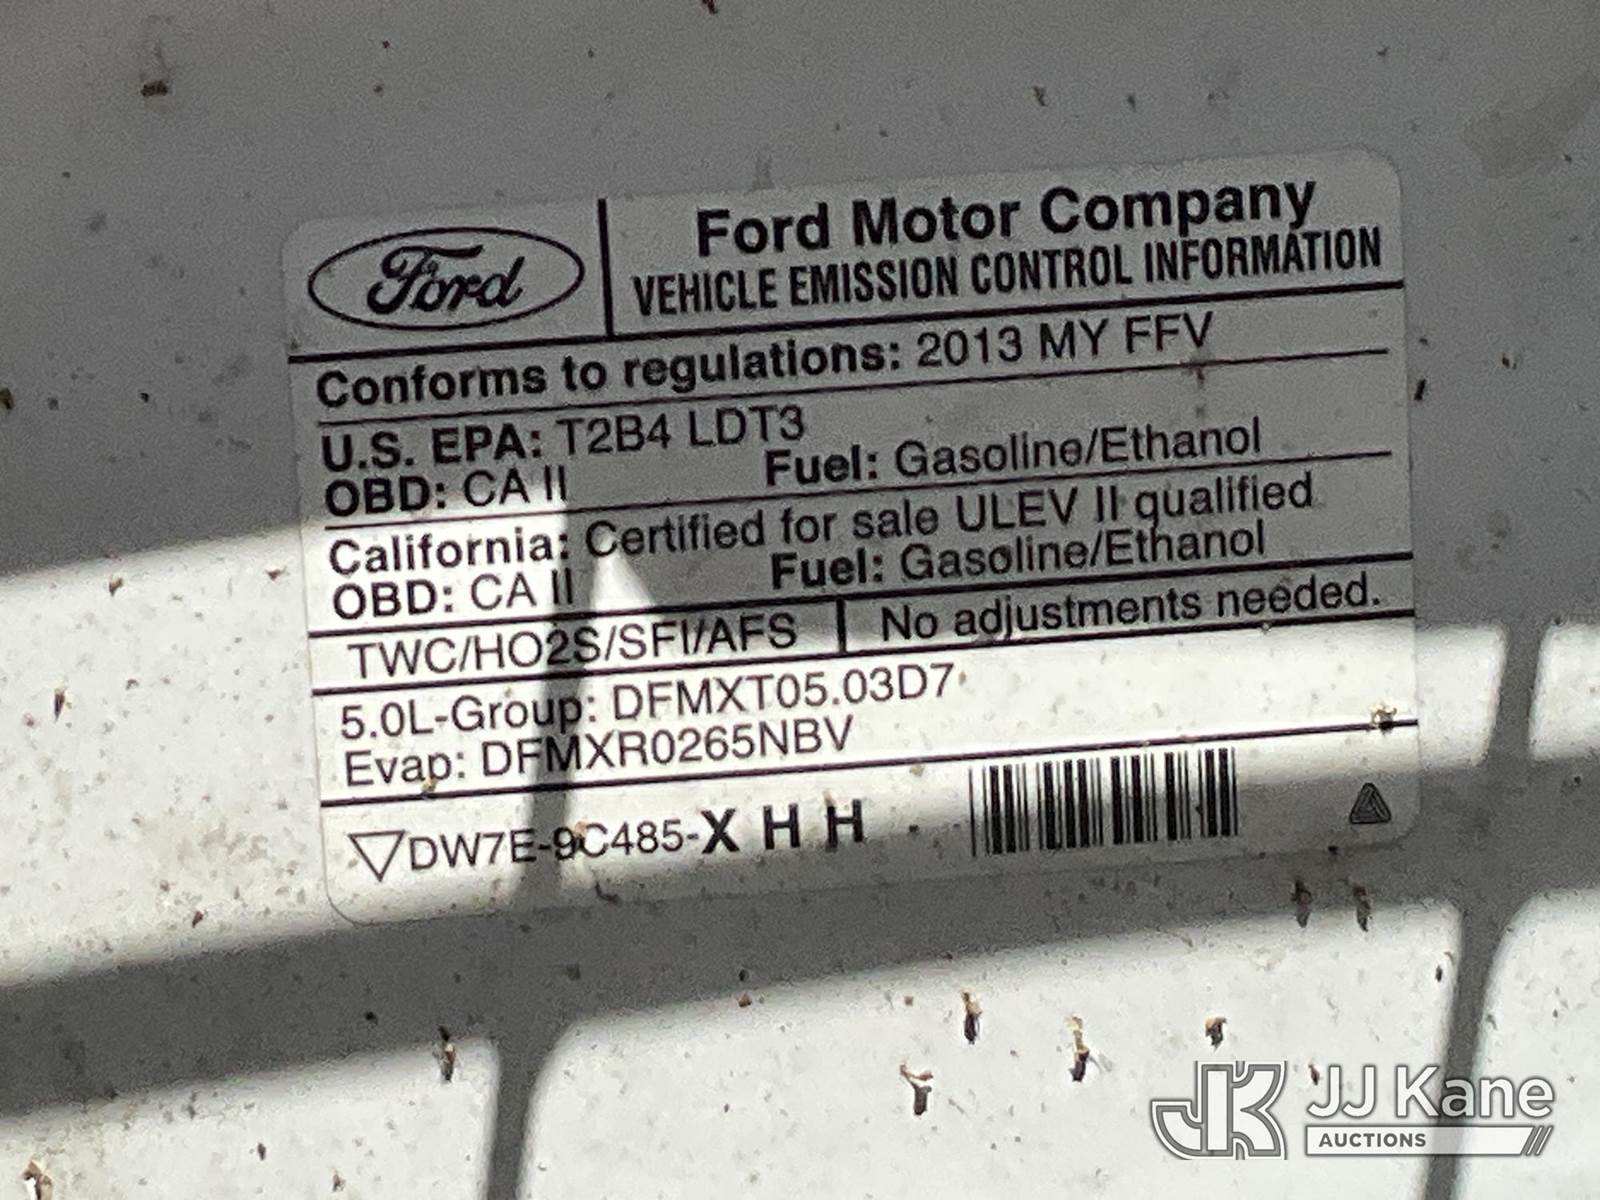 Ford
Ford Motor Company
VEHICLE EMISSION CONTROL INFORMATION
Conforms to regulations: 2013 MY FFV
U.S. EPA: T2B4 LDT3
OBD: CA II Fuel: Gasoline/Ethanol
California: Certified for sale ULEV II qualified
OBD: CA II Fuel: Gasoline/Ethanol
TWC/HO2S/SFI/AFS No adjustments needed.
5.0L-Group: DFMXT05.03D7
Evap: DFMXR0265NBV
DW7E-9C485-X H H
JK JJ Kane
AUCTIONS